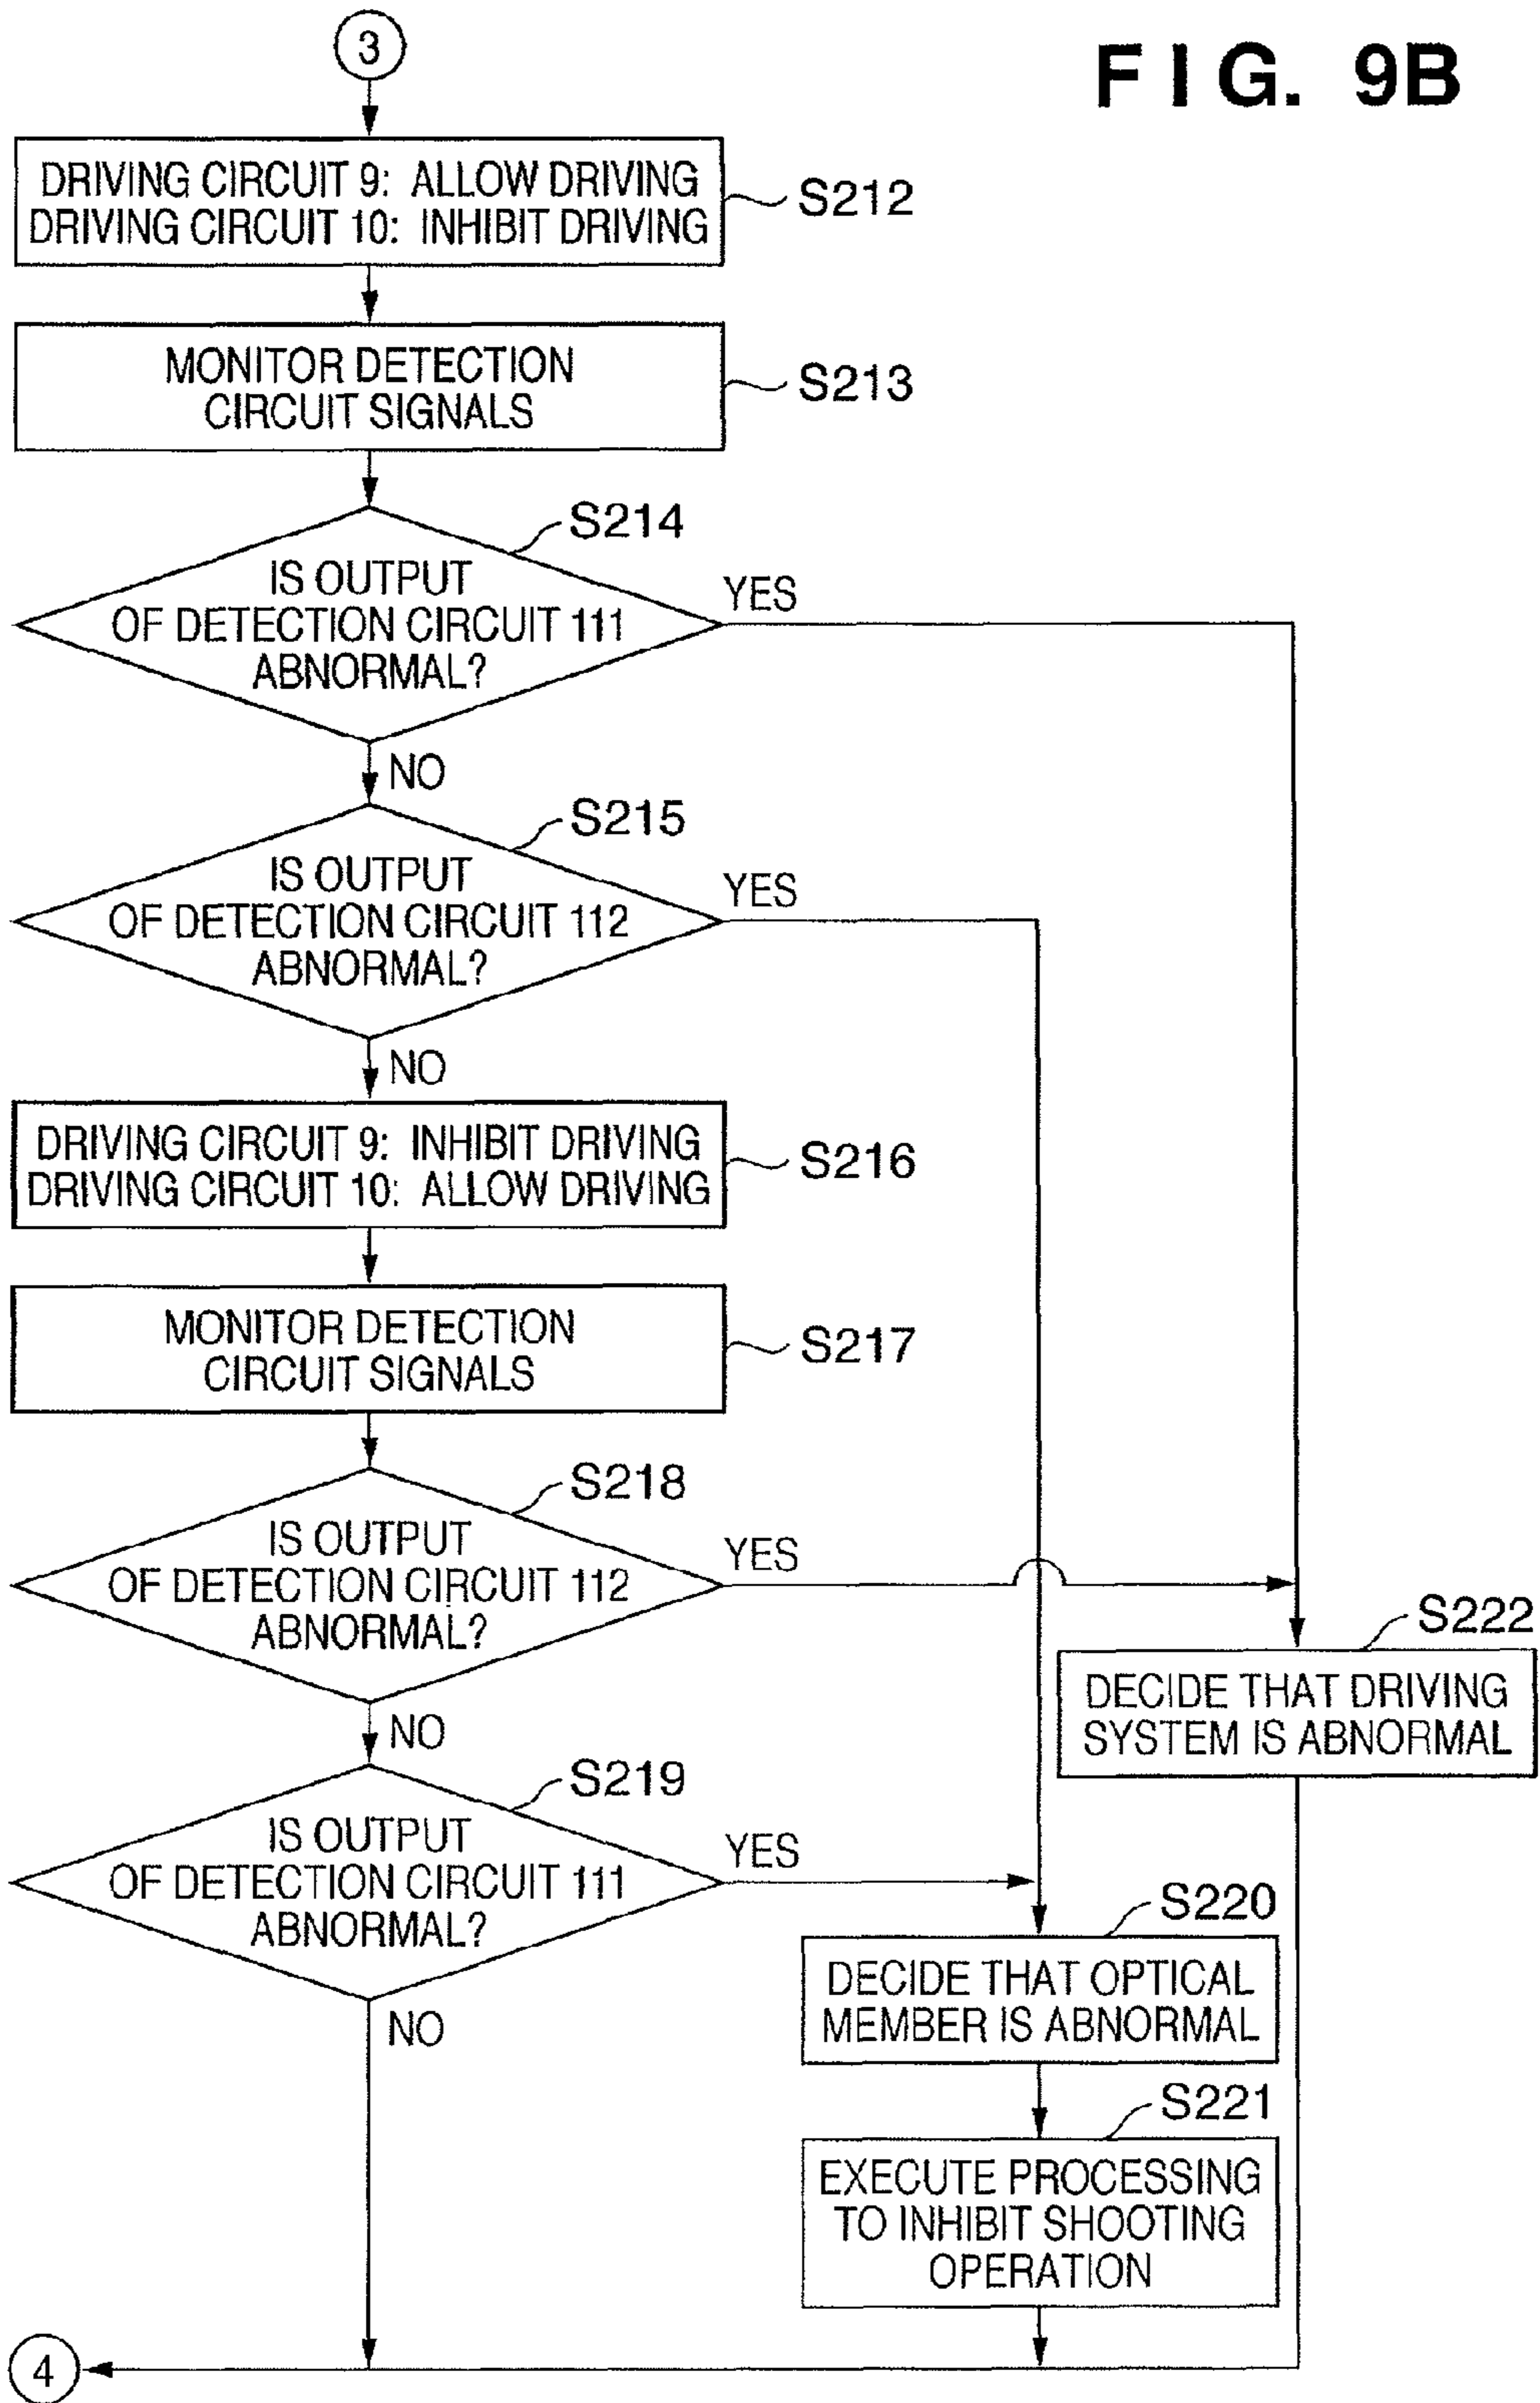 FIG. 9B
3
DRIVING CIRCUIT 9: ALLOW DRIVING
DRIVING CIRCUIT 10: INHIBIT DRIVING
S212
MONITOR DETECTION
CIRCUIT SIGNALS
S213
S214
IS OUTPUT
OF DETECTION CIRCUIT 111
ABNORMAL?
YES
NO
S215
IS OUTPUT
OF DETECTION CIRCUIT 112
ABNORMAL?
YES
NO
DRIVING CIRCUIT 9: INHIBIT DRIVING
DRIVING CIRCUIT 10: ALLOW DRIVING
S216
MONITOR DETECTION
CIRCUIT SIGNALS
S217
S218
IS OUTPUT
OF DETECTION CIRCUIT 112
ABNORMAL?
YES
NO
S222
DECIDE THAT DRIVING
SYSTEM IS ABNORMAL
S219
IS OUTPUT
OF DETECTION CIRCUIT 111
ABNORMAL?
YES
NO
S220
DECIDE THAT OPTICAL
MEMBER IS ABNORMAL
S221
EXECUTE PROCESSING
TO INHIBIT SHOOTING
OPERATION
4